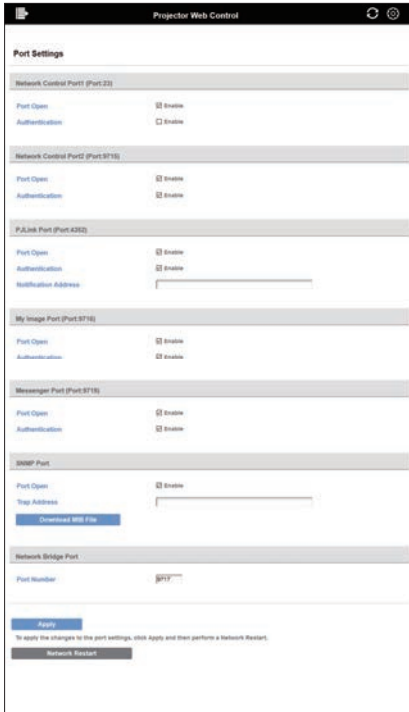 Projector Web Control
Port Settings
Network Control Port1 (Port:23)
Port Open Enable
Authentication Enable
Network Control Port2 (Port:9715)
Port Open Enable
Authentication Enable
PJLink Port (Port:4352)
Port Open Enable
Authentication Enable
Notification Address
My Image Port (Port:9716)
Port Open Enable
Authentication Enable
Messenger Port (Port:9719)
Port Open Enable
Authentication Enable
SNMP Port
Port Open Enable
Trap Address
Download MIB File
Network Bridge Port
Port Number 9717
Apply
To apply the changes to the port settings, click Apply and then perform a Network Restart.
Network Restart